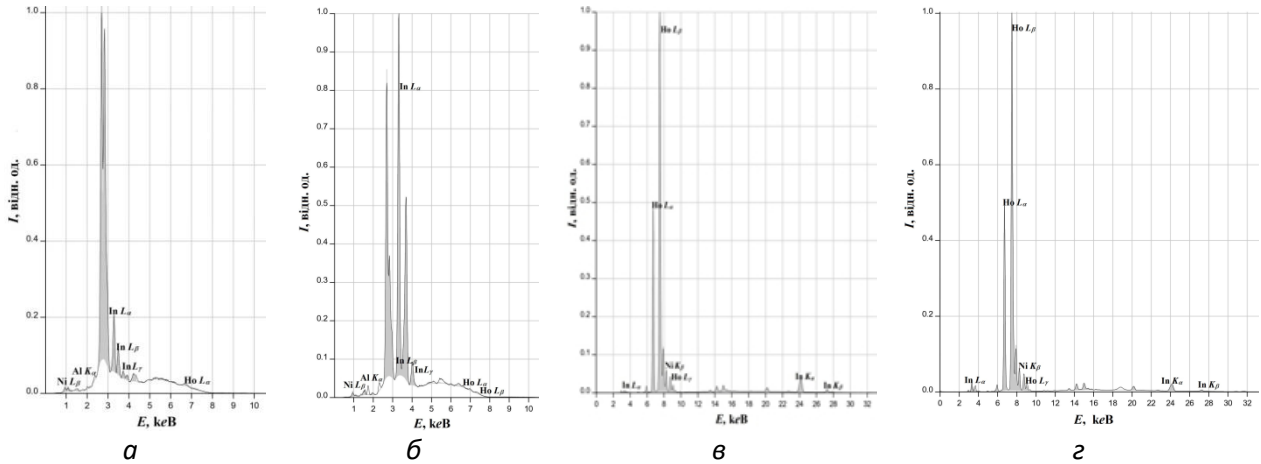 1.0
0.8
0.6
0.4
0.2
0.0
I, відн. од.
In Lα
In Lβ
In Lγ
Al Kα
Ni Lβ
Ho Lα
1 2 3 4 5 6 7 8 9 10
E, keВ
а
1.0
0.9
0.8
0.7
0.6
0.5
0.4
0.3
0.2
0.1
0.0
I, відн. од.
In Lα
In Lβ
InLγ
Al Kα
Ni Lβ
Ho Lα
Ho Lβ
1 2 3 4 5 6 7 8 9 10
E, keВ
б
1.0
0.9
0.8
0.7
0.6
0.5
0.4
0.3
0.2
0.1
0.0
I, відн. од.
Ho Lβ
Ho Lα
Ni Kβ
Ho Lγ
In Lα
In Kα
In Kβ
0 2 4 6 8 10 12 14 16 18 20 22 24 26 28 30 32
E, keВ
в
1.0
0.8
0.6
0.4
0.2
0.0
I, відн. од.
Ho Lβ
Ho Lα
Ni Kβ
Ho Lγ
In Lα
In Kα
In Kβ
0 2 4 6 8 10 12 14 16 18 20 22 24 26 28 30 32
E, keВ
г